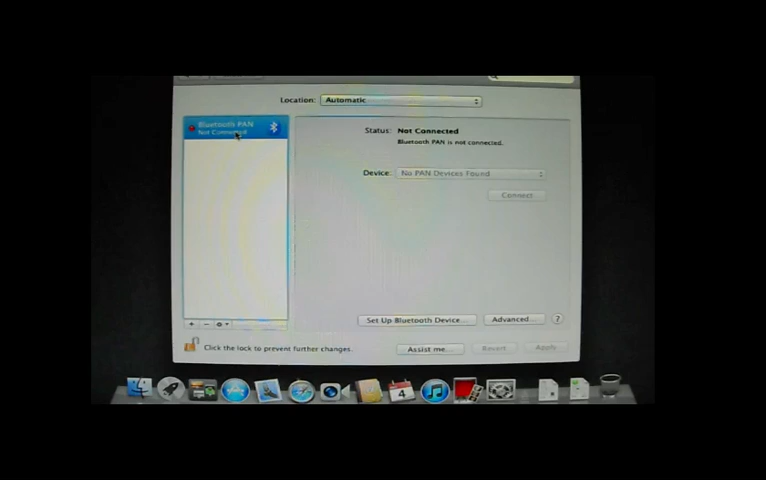 Location: Automatic
Bluetooth PAN
Not Connected
Status: Not Connected
Bluetooth PAN is not connected.
Device: No PAN Devices Found
Connect
Set Up Bluetooth Device...
Advanced...
?
Click the lock to prevent further changes.
Assist me...
Revert
Apply
4